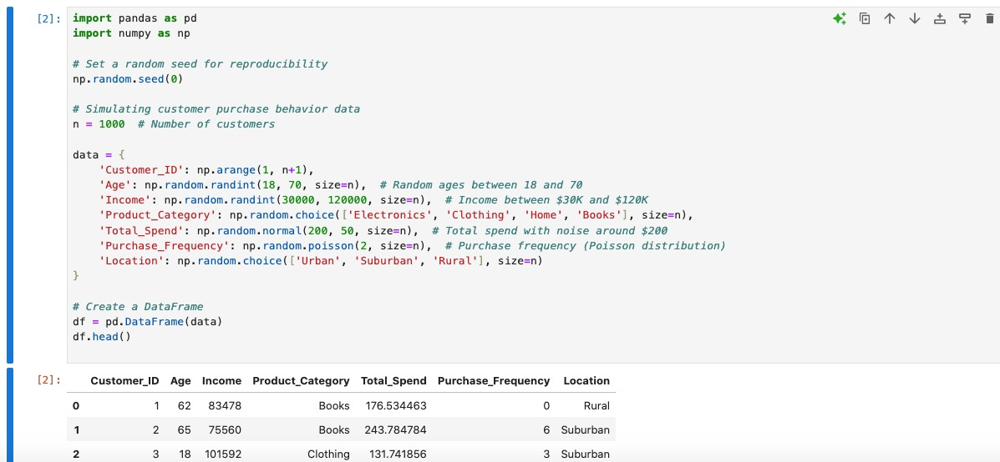 [2]: import pandas as pd
import numpy as np
# Set a random seed for reproducibility
np.random.seed(0)
# Simulating customer purchase behavior data
n = 1000  # Number of customers
data = {
    'Customer_ID': np.arange(1, n+1),
    'Age': np.random.randint(18, 70, size=n),  # Random ages between 18 and 70
    'Income': np.random.randint(30000, 120000, size=n),  # Income between $30K and $120K
    'Product_Category': np.random.choice(['Electronics', 'Clothing', 'Home', 'Books'], size=n),
    'Total_Spend': np.random.normal(200, 50, size=n),  # Total spend with noise around $200
    'Purchase_Frequency': np.random.poisson(2, size=n),  # Purchase frequency (Poisson distribution)
    'Location': np.random.choice(['Urban', 'Suburban', 'Rural'], size=n)
}
# Create a DataFrame
df = pd.DataFrame(data)
df.head()
[2]: Customer_ID Age Income Product_Category Total_Spend Purchase_Frequency Location
0 1 62 83478 Books 176.534463 0 Rural
1 2 65 75560 Books 243.784784 6 Suburban
2 3 18 101592 Clothing 131.741856 3 Suburban